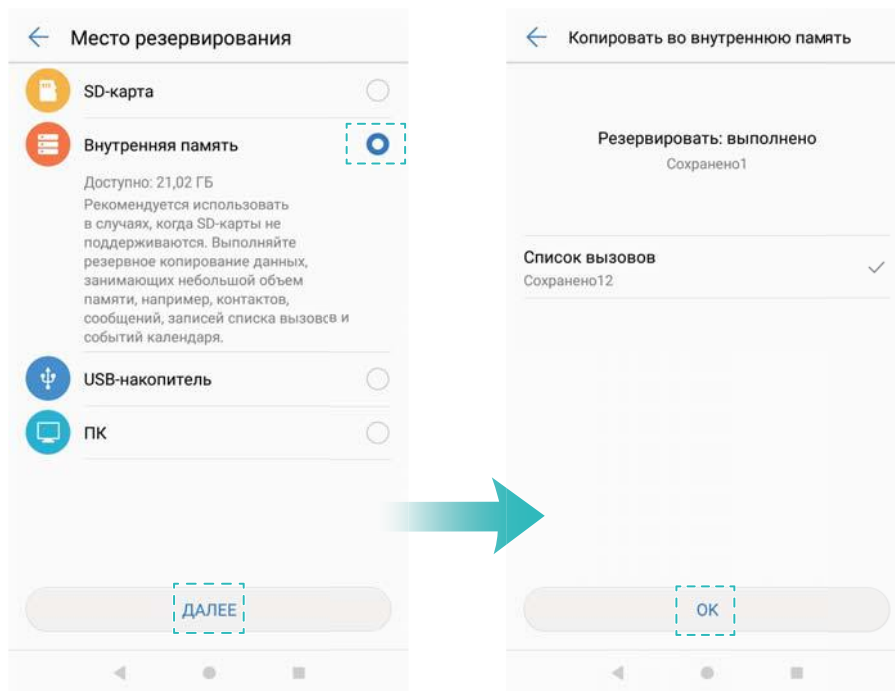 Место резервирования
SD-карта
Внутренняя память
Доступно: 21,02 ГБ
Рекомендуется использовать
в случаях, когда SD-карты не
поддерживаются. Выполняйте
резервное копирование данных,
занимающих небольшой объем
памяти, например, контактов,
сообщений, записей списка вызовов и
событий календаря.
USB-накопитель
ПК
ДАЛЕЕ
Копировать во внутреннюю память
Резервировать: выполнено
Сохранено1
Список вызовов
Сохранено12
ОК